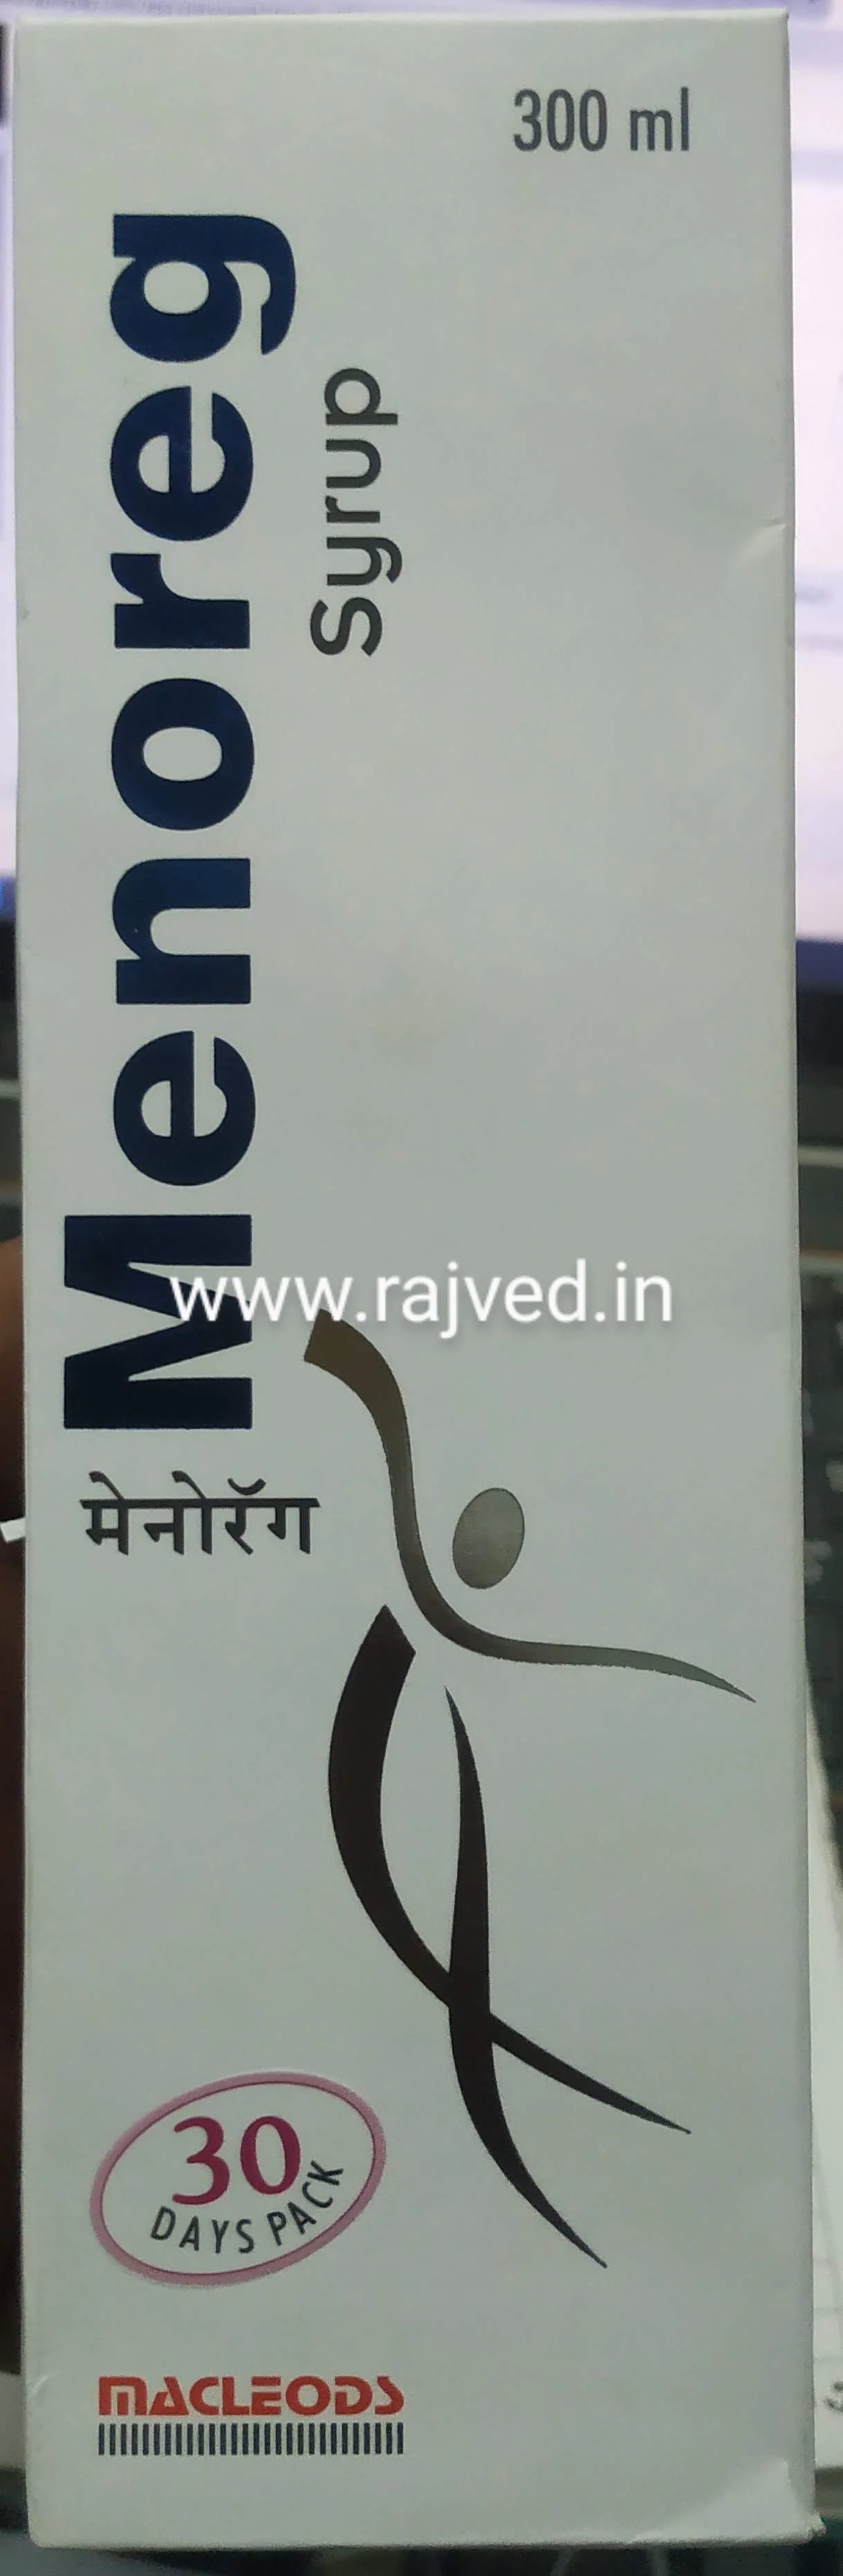 300 ml
Menoreg
Syrup
www.rajved.in
मेनोरॅग
30
DAYS PACK
MACLEODS